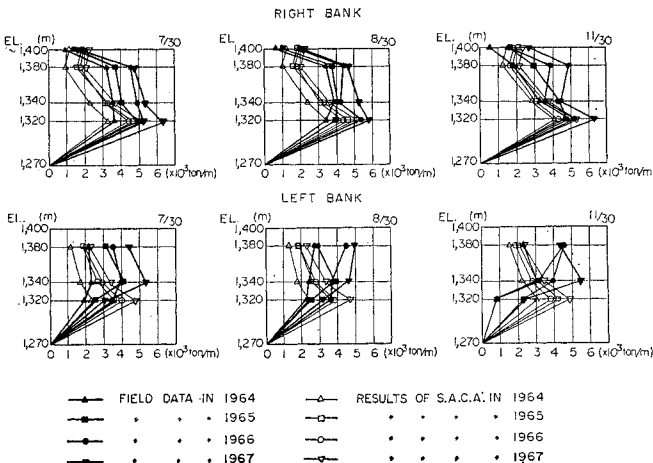 RIGHT BANK
EL. (m) 7/30
1,400
1,380
1,340
1,320
1,270
0 1 2 3 4 5 6 (x10³ton/m)
EL. (m) 8/30
1,400
1,380
1,340
1,320
1,270
0 1 2 3 4 5 6 (x10³ton/m)
EL. (m) 11/30
1,400
1,380
1,340
1,320
1,270
0 1 2 3 4 5 6 (x10³ton/m)
LEFT BANK
EL. (m) 7/30
1,400
1,380
1,340
1,320
1,270
0 1 2 3 4 5 6 (x10³ton/m)
EL. (m) 8/30
1,400
1,380
1,340
1,320
1,270
0 1 2 3 4 5 6 (x10³ton/m)
EL. (m) 11/30
1,400
1,380
1,340
1,320
1,270
0 1 2 3 4 5 6 (x10³ton/m)
FIELD DATA IN 1964
" " " 1965
" " " 1966
" " " 1967
RESULTS OF S.A.C.A. IN 1964
" " " " 1965
" " " " 1966
" " " " 1967